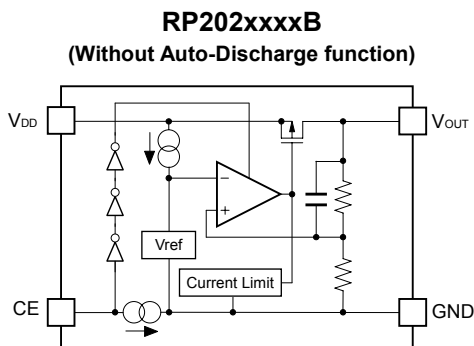 RP202xxxxB
(Without Auto-Discharge function)
VDD
VOUT
−
+
Vref
Current Limit
CE
GND